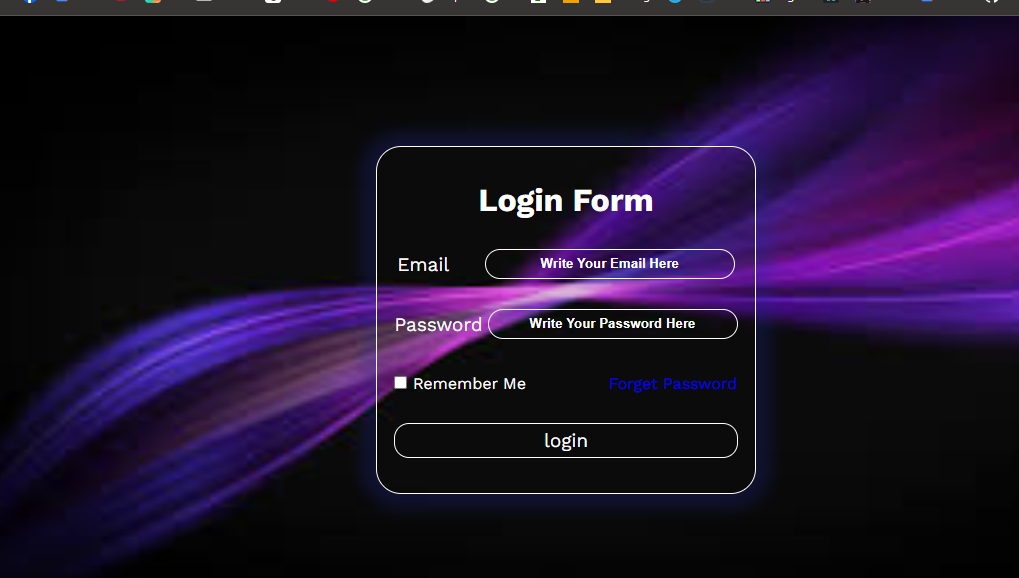 Login Form
Email Write Your Email Here
Password Write Your Password Here
Remember Me Forget Password
login